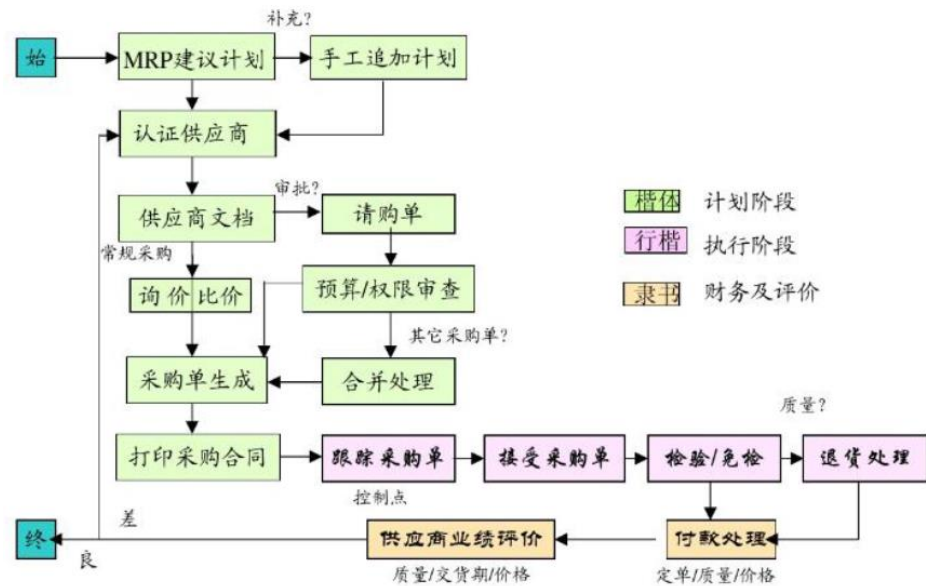 补充?
始
MRP建议计划
手工追加计划
认证供应商
审批?
供应商文档
请购单
楷体
计划阶段
常规采购
行楷
执行阶段
询价比价
预算/权限审查
隶书
财务及评价
其它采购单?
采购单生成
合并处理
质量?
打印采购合同
跟踪采购单
接受采购单
检验/免检
退货处理
控制点
差
终
供应商业绩评价
付款处理
良
质量/交货期/价格
定单/质量/价格